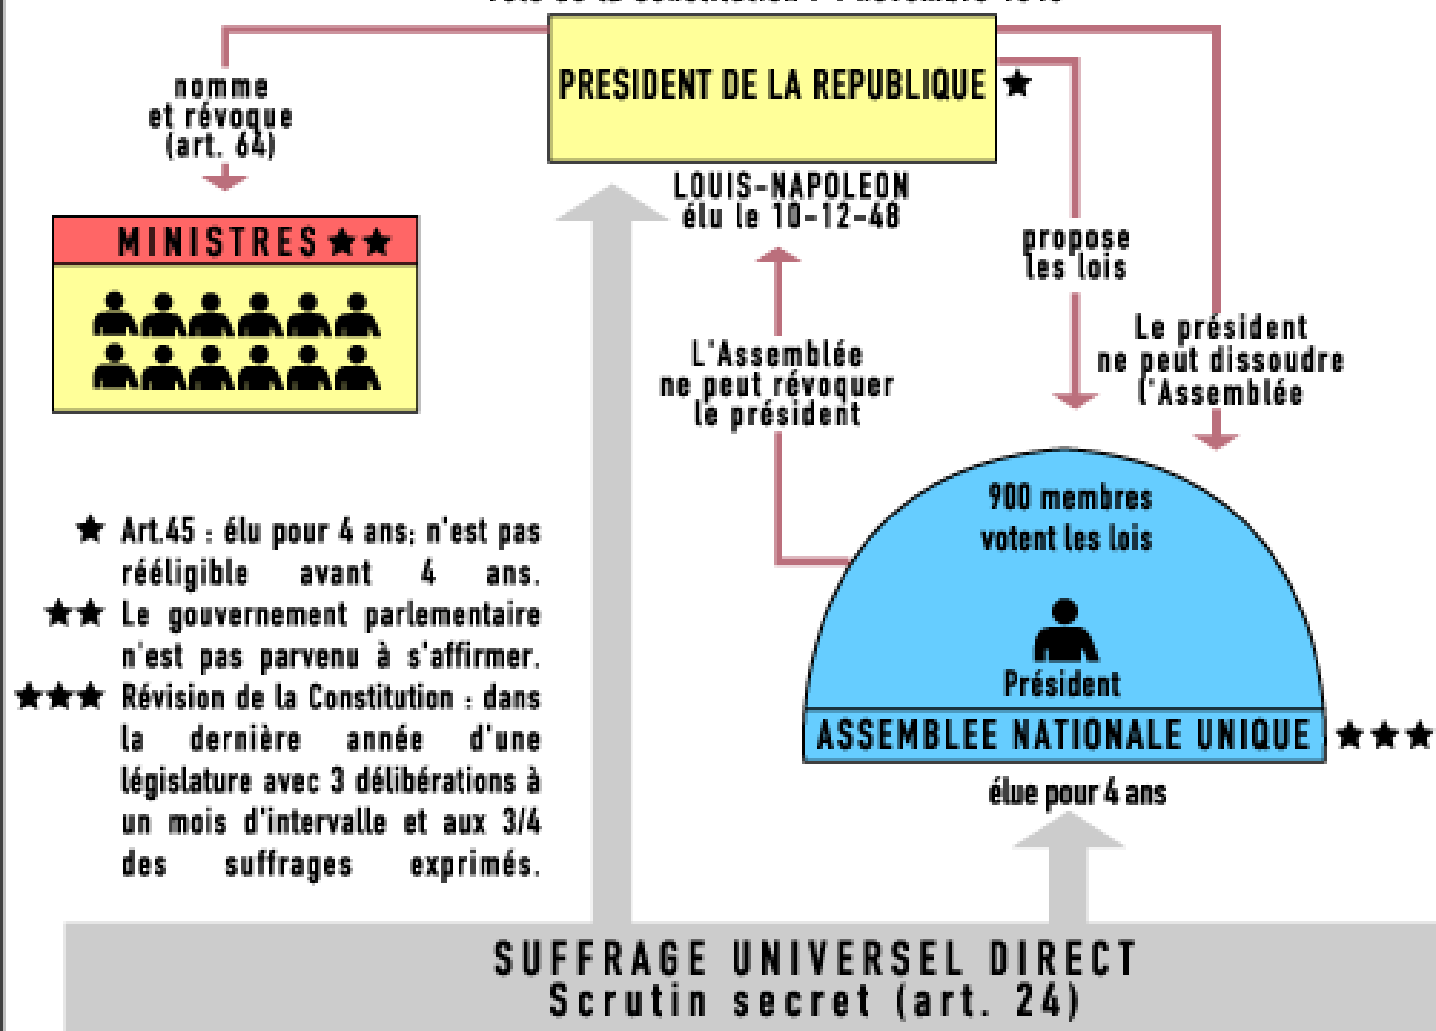 PRESIDENT DE LA REPUBLIQUE
nomme
et révoque
(art. 64)
LOUIS-NAPOLEON
élu le 10-12-48
MINISTRES
propose
les lois
Le président
ne peut dissoudre
l'Assemblée
L'Assemblée
ne peut révoquer
le président
900 membres
votent les lois
Président
ASSEMBLEE NATIONALE UNIQUE
élue pour 4 ans
Art.45 : élu pour 4 ans; n'est pas
rééligible avant 4 ans.
Le gouvernement parlementaire
n'est pas parvenu à s'affirmer.
Révision de la Constitution : dans
la dernière année d'une
législature avec 3 délibérations à
un mois d'intervalle et aux 3/4
des suffrages exprimés.
SUFFRAGE UNIVERSEL DIRECT
Scrutin secret (art. 24)